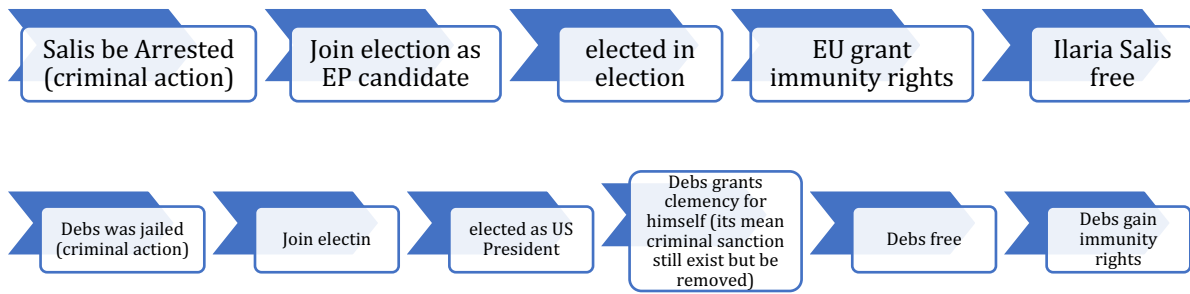 Salis be Arrested
(criminal action)
Join election as
EP candidate
elected in
election
EU grant
immunity rights
Ilaria Salis
free
Debs was jailed
(criminal action)
Join electin
elected as US
President
Debs grants
clemency for
himself (its mean
criminal sanction
still exist but be
removed)
Debs free
Debs gain
immunity
rights